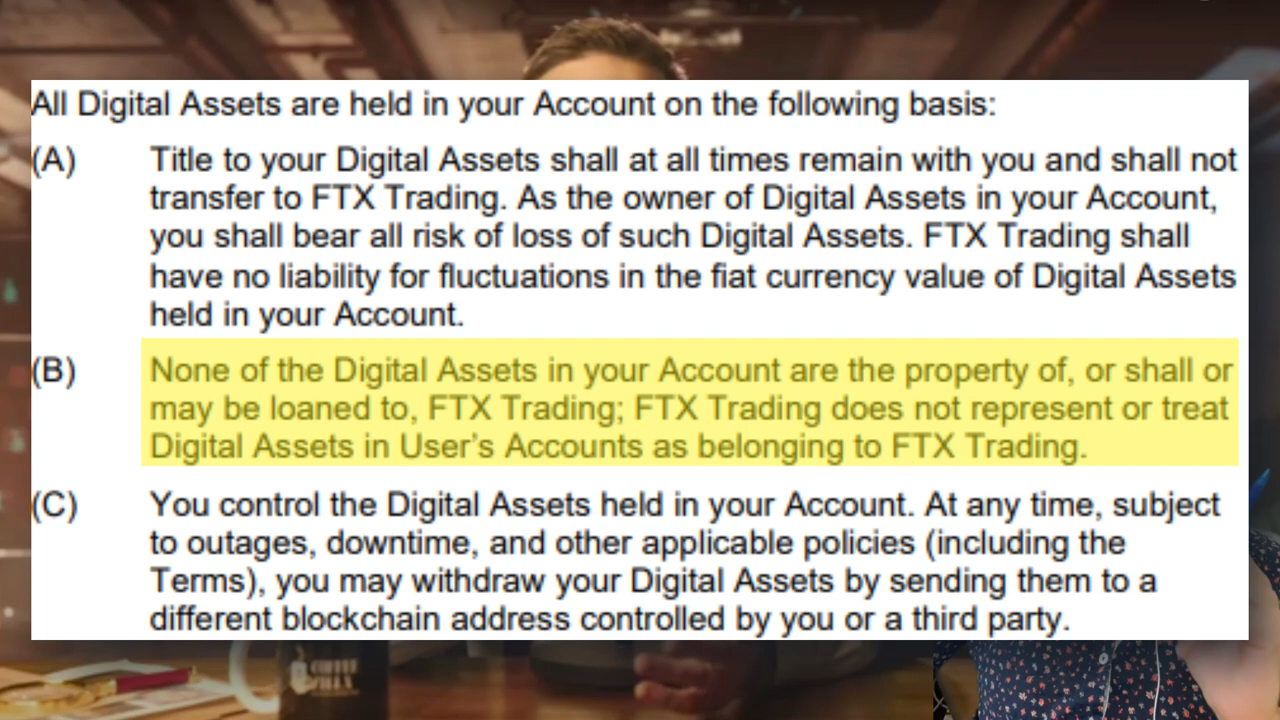 All Digital Assets are held in your Account on the following basis:
(A) Title to your Digital Assets shall at all times remain with you and shall not
transfer to FTX Trading. As the owner of Digital Assets in your Account,
you shall bear all risk of loss of such Digital Assets. FTX Trading shall
have no liability for fluctuations in the fiat currency value of Digital Assets
held in your Account.
(B) None of the Digital Assets in your Account are the property of, or shall or
may be loaned to, FTX Trading; FTX Trading does not represent or treat
Digital Assets in User's Accounts as belonging to FTX Trading.
(C) You control the Digital Assets held in your Account. At any time, subject
to outages, downtime, and other applicable policies (including the
Terms), you may withdraw your Digital Assets by sending them to a
different blockchain address controlled by you or a third party.
COFFEE